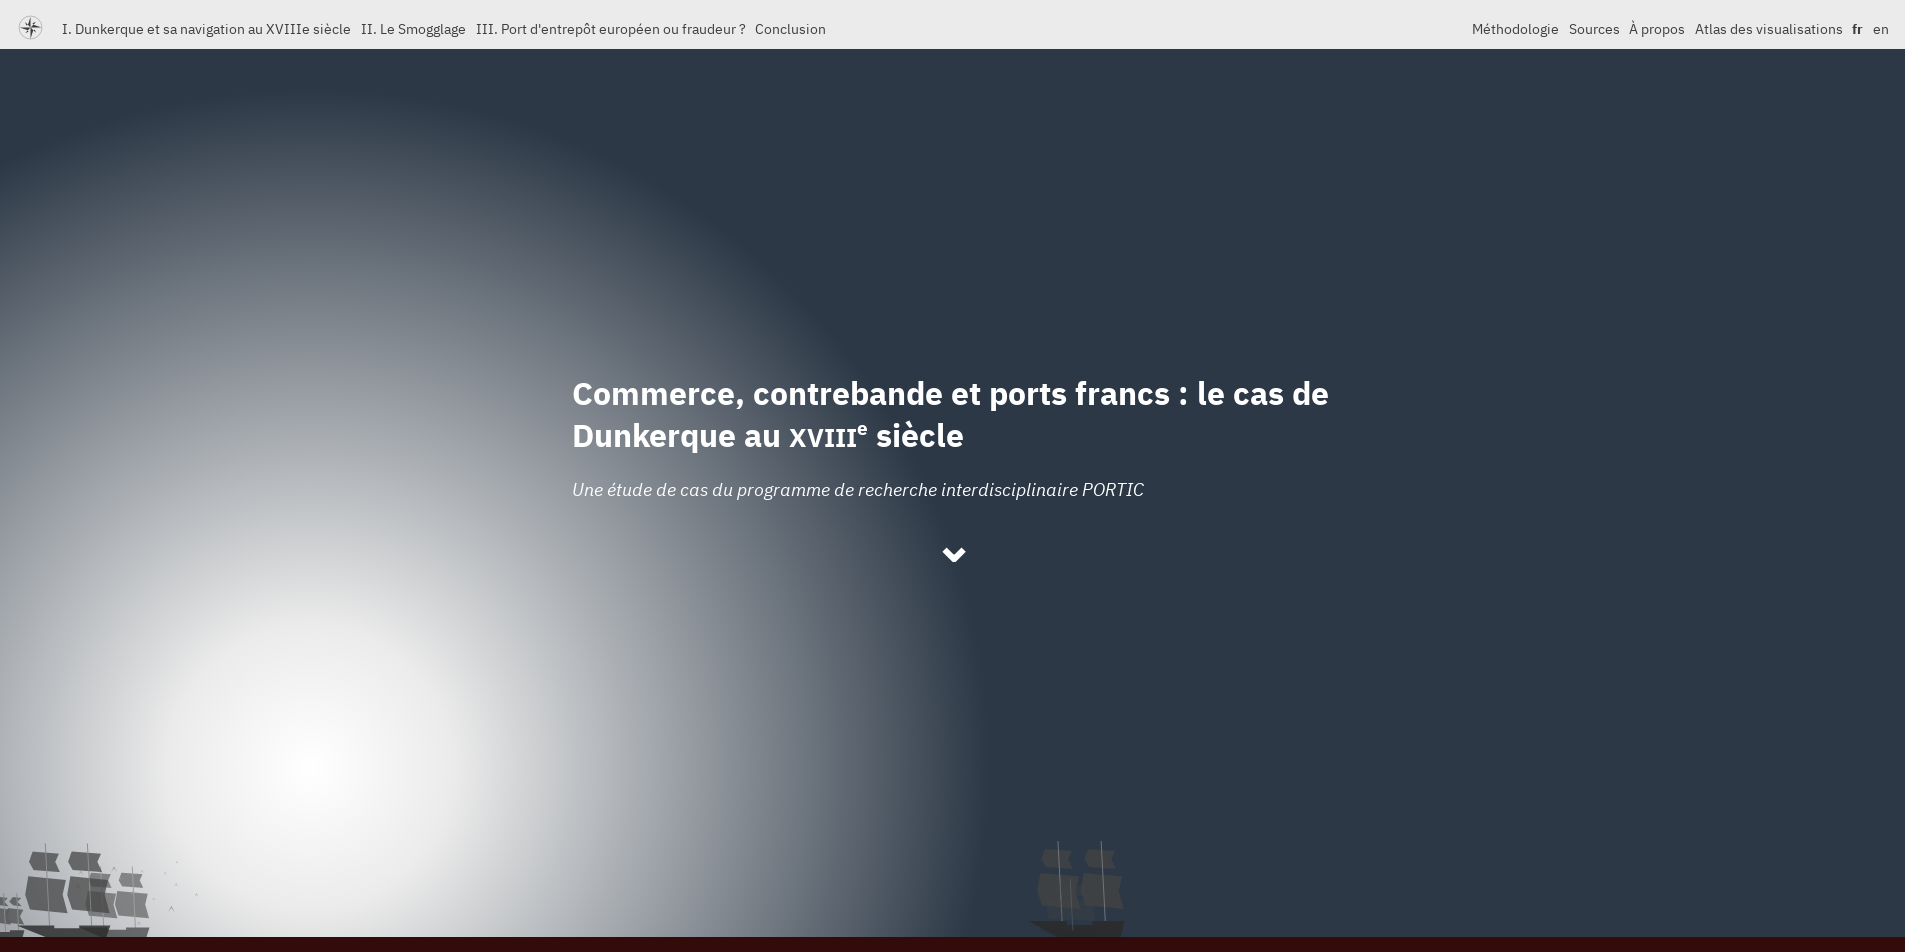 I. Dunkerque et sa navigation au XVIIIe siècle II. Le Smogglage III. Port d'entrepôt européen ou fraudeur ? Conclusion Méthodologie Sources À propos Atlas des visualisations fr en
Commerce, contrebande et ports francs : le cas de
Dunkerque au XVIIIe siècle
Une étude de cas du programme de recherche interdisciplinaire PORTIC